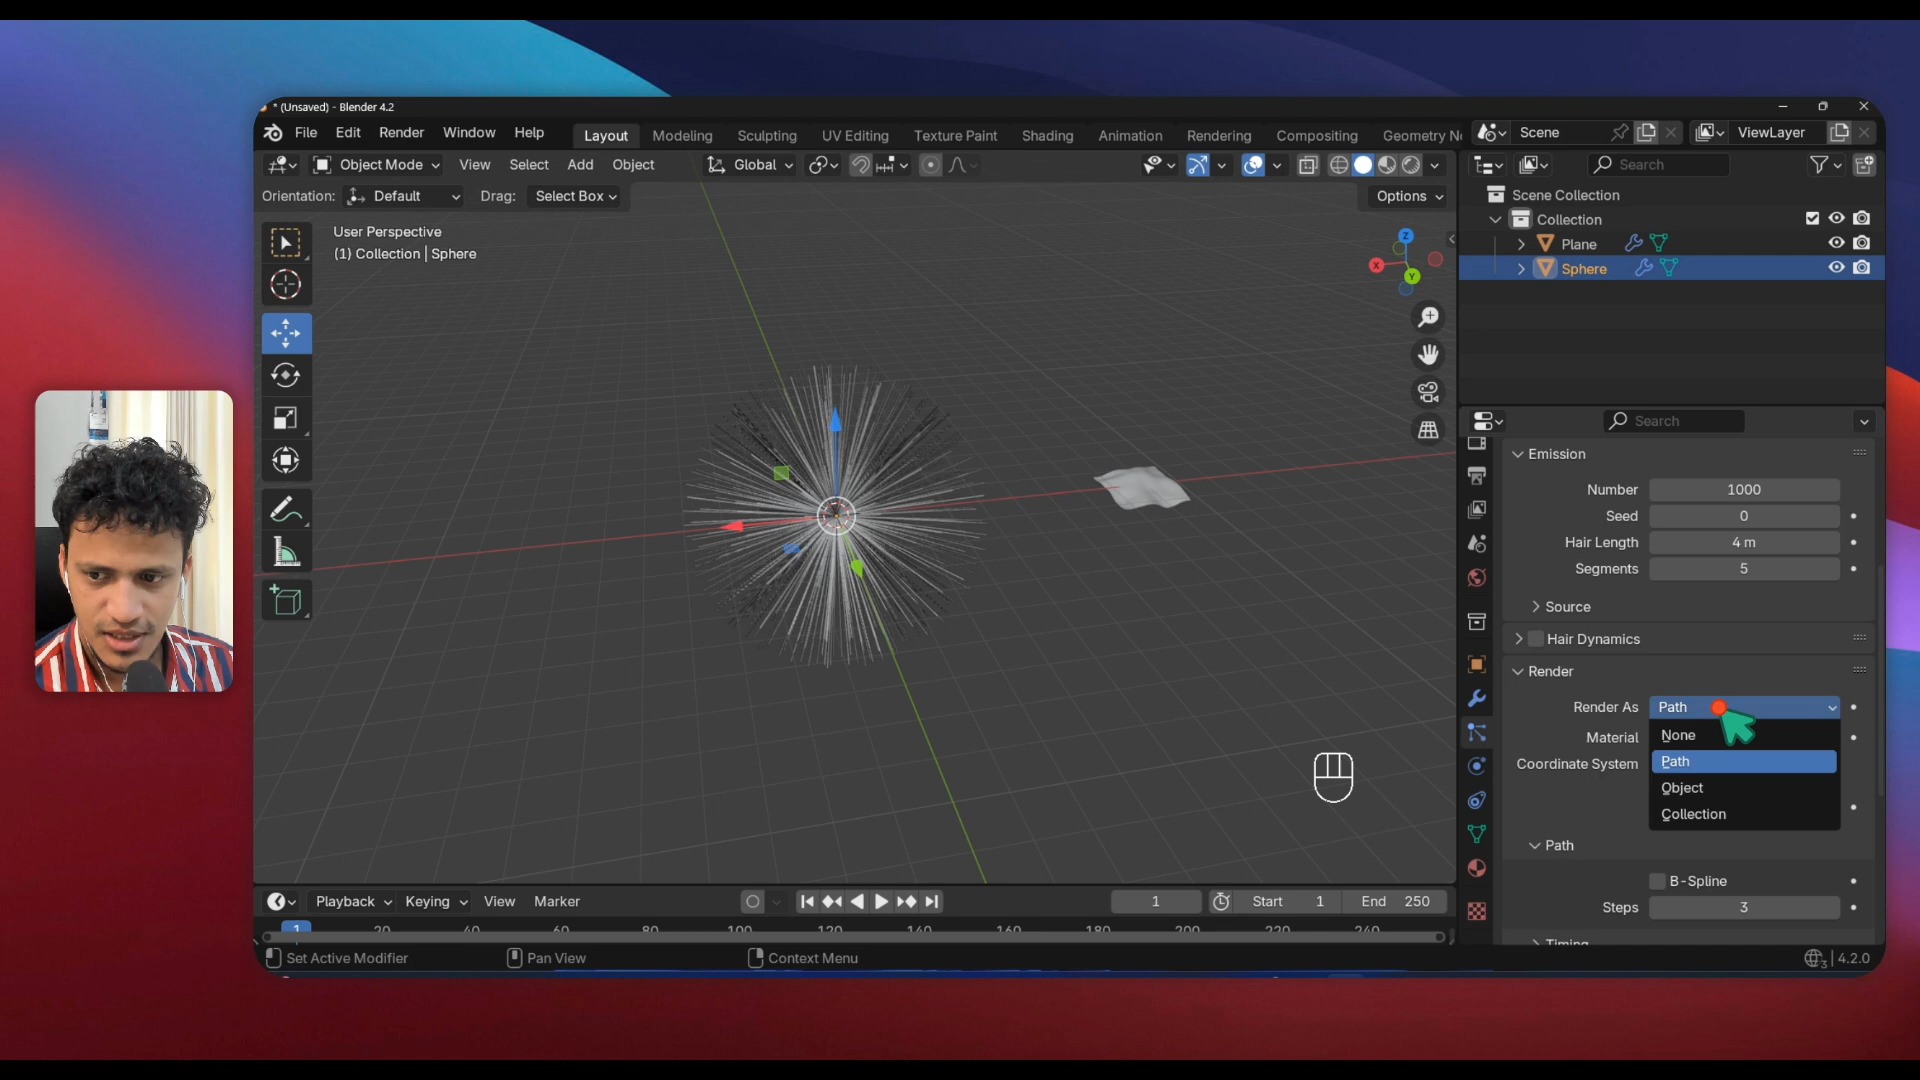 * (Unsaved) - Blender 4.2
File Edit Render Window Help
Layout Modeling Sculpting UV Editing Texture Paint Shading Animation Rendering Compositing Geometry No
Scene
ViewLayer
Object Mode View Select Add Object
Global
Search
Orientation: Default Drag: Select Box
Options
User Perspective
(1) Collection | Sphere
Z
X
Y
Scene Collection
Collection
Plane
Sphere
Search
Emission
Number 1000
Seed 0
Hair Length 4 m
Segments 5
Source
Hair Dynamics
Render
Render As Path
Material
Coordinate System
None
Path
Object
Collection
Path
B-Spline
Steps 3
Timing
Playback Keying View Marker
1
Start 1
End 250
1 20 40 60 80 100 120 140 160 180 200 220 240
Set Active Modifier
Pan View
Context Menu
3 | 4.2.0